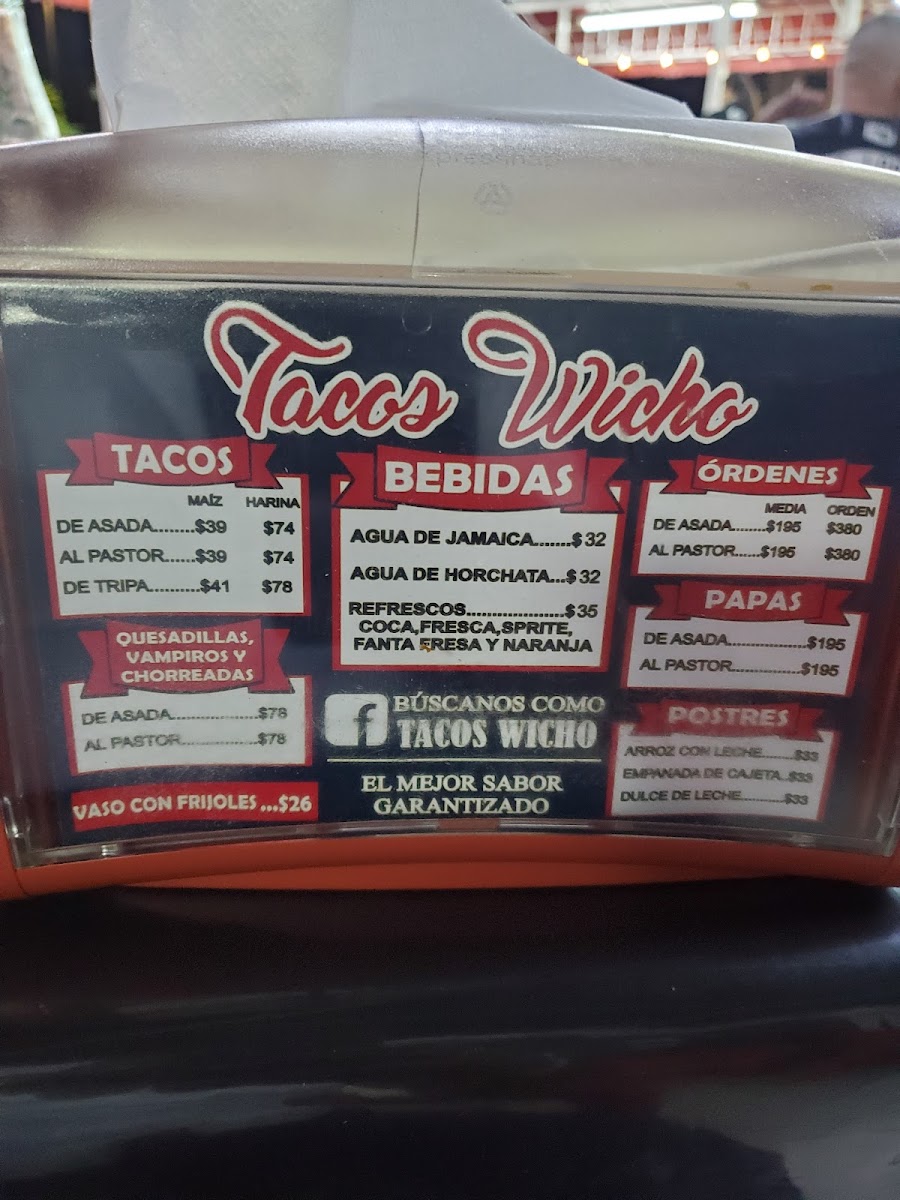 Tacos Wicho
TACOS
MAÍZ HARINA
DE ASADA........$39 $74
AL PASTOR......$39 $74
DE TRIPA..........$41 $78
QUESADILLAS,
VAMPIROS Y
CHORREADAS
DE ASADA....................$78
AL PASTOR..................$78
VASO CON FRIJOLES ...$26
BEBIDAS
AGUA DE JAMAICA.......$ 32
AGUA DE HORCHATA...$ 32
REFRESCOS....................$35
COCA,FRESCA,SPRITE,
FANTA FRESA Y NARANJA
BÚSCANOS COMO
TACOS WICHO
EL MEJOR SABOR
GARANTIZADO
ÓRDENES
MEDIA ORDEN
DE ASADA.......$195 $380
AL PASTOR......$195 $380
PAPAS
DE ASADA................$195
AL PASTOR..............$195
POSTRES
ARROZ CON LECHE........$33
EMPANADA DE CAJETA..$33
DULCE DE LECHE...........$33